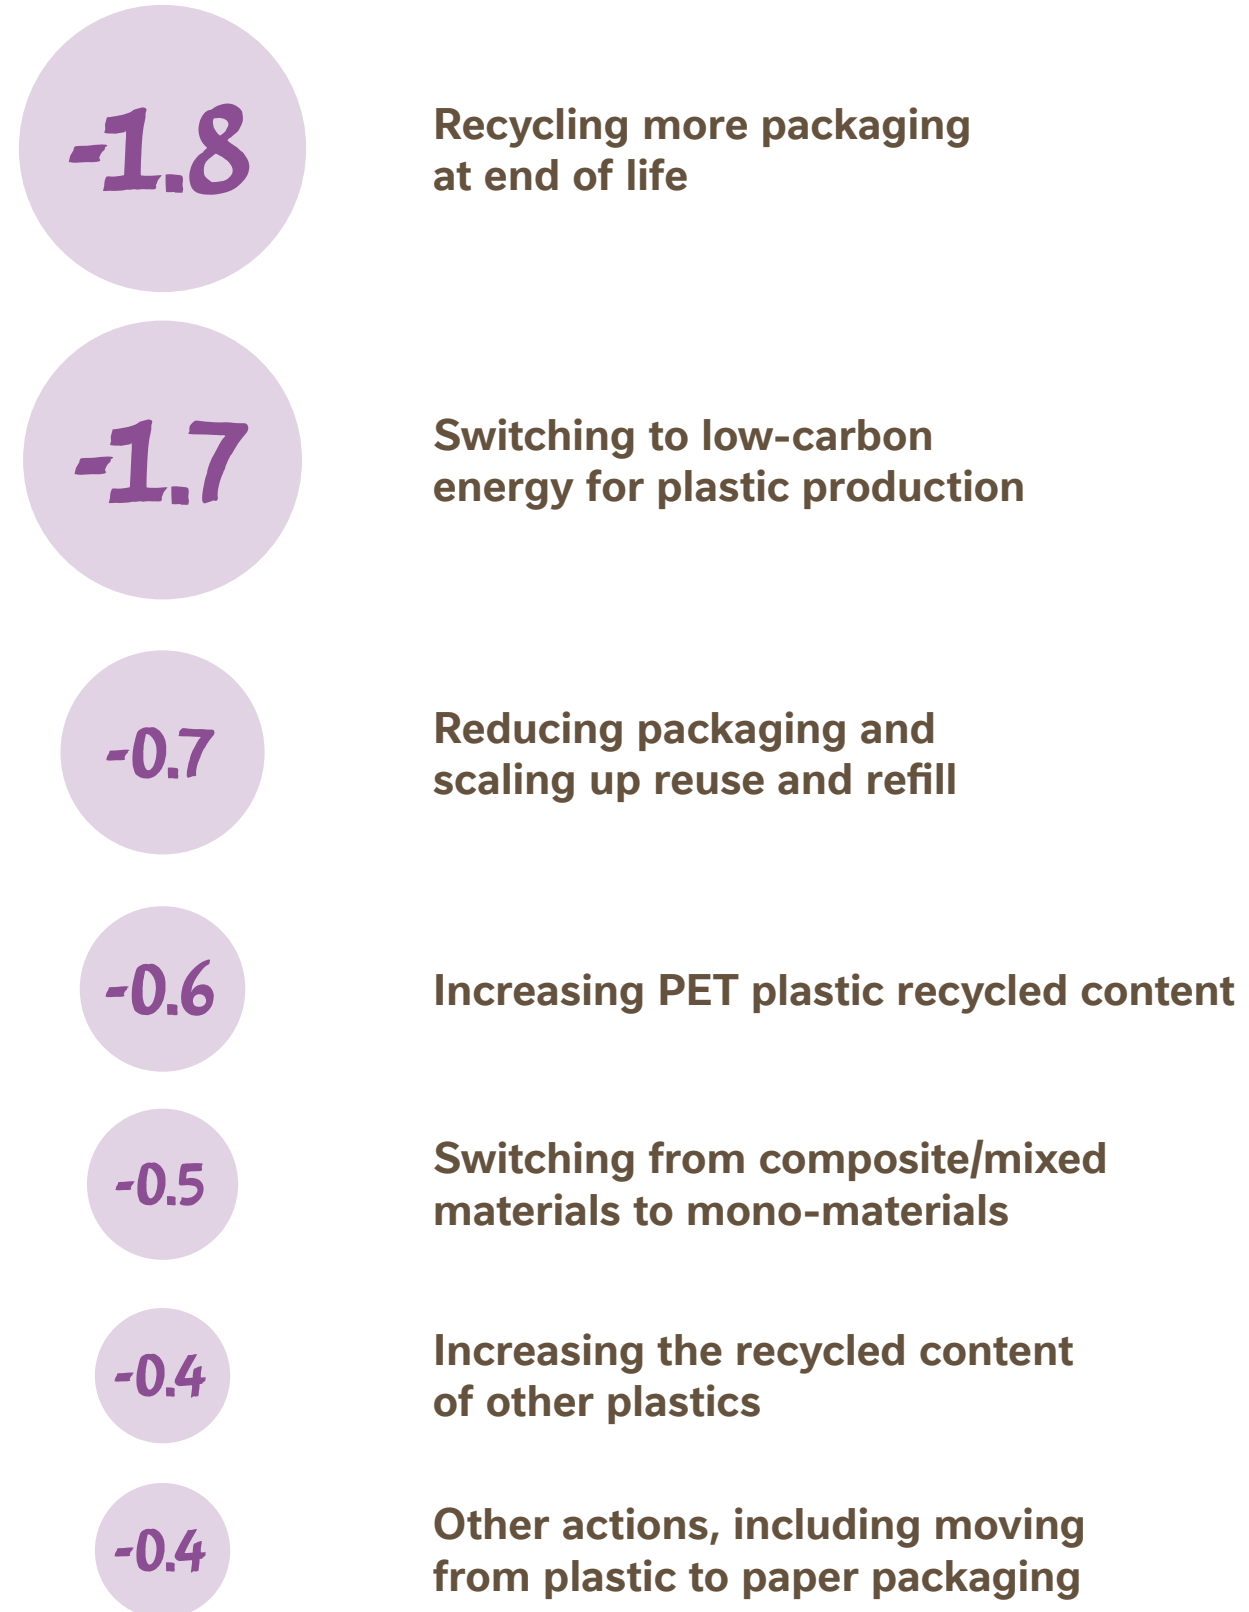 -1.8
Recycling more packaging
at end of life
-1.7
Switching to low-carbon
energy for plastic production
-0.7
Reducing packaging and
scaling up reuse and refill
-0.6
Increasing PET plastic recycled content
-0.5
Switching from composite/mixed
materials to mono-materials
-0.4
Increasing the recycled content
of other plastics
-0.4
Other actions, including moving
from plastic to paper packaging